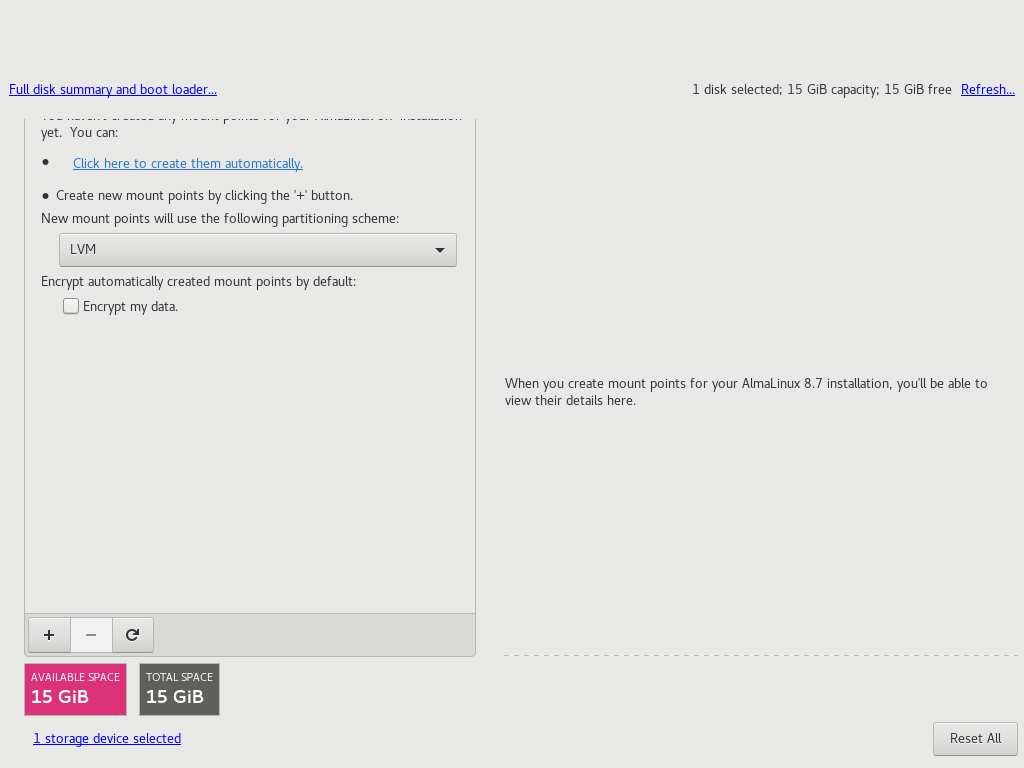 Full disk summary and boot loader...
1 disk selected; 15 GiB capacity; 15 GiB free Refresh...
yet. You can:
● Click here to create them automatically.
● Create new mount points by clicking the '+' button.
New mount points will use the following partitioning scheme:
LVM
Encrypt automatically created mount points by default:
Encrypt my data.
When you create mount points for your AlmaLinux 8.7 installation, you'll be able to
view their details here.
+ −
AVAILABLE SPACE
15 GiB
TOTAL SPACE
15 GiB
1 storage device selected
Reset All